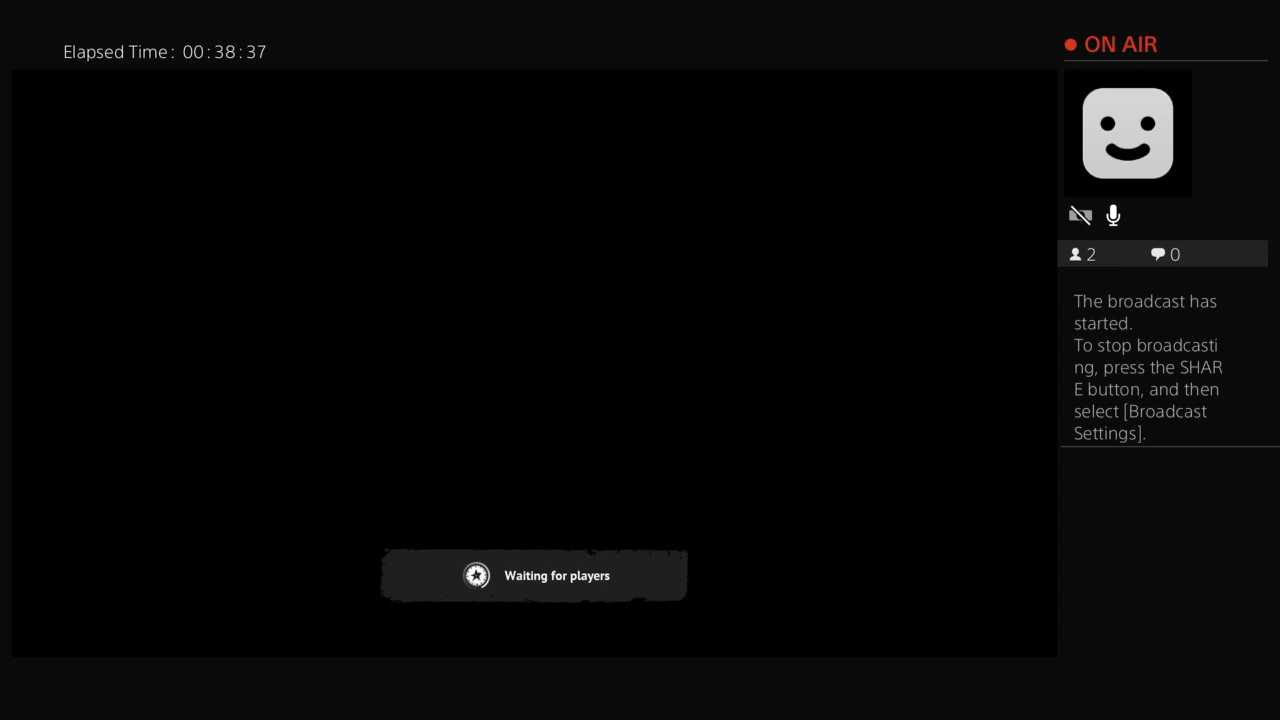 Elapsed Time: 00:38:37
ON AIR
2 0
The broadcast has
started.
To stop broadcasti
ng, press the SHAR
E button, and then
select [Broadcast
Settings].
Waiting for players